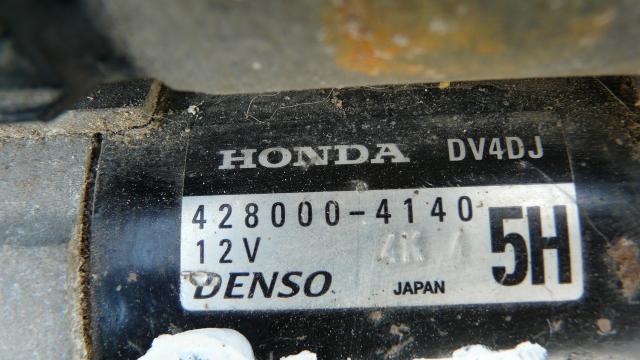 HONDA DV4DJ
428000-4140
12V 5H
DENSO JAPAN